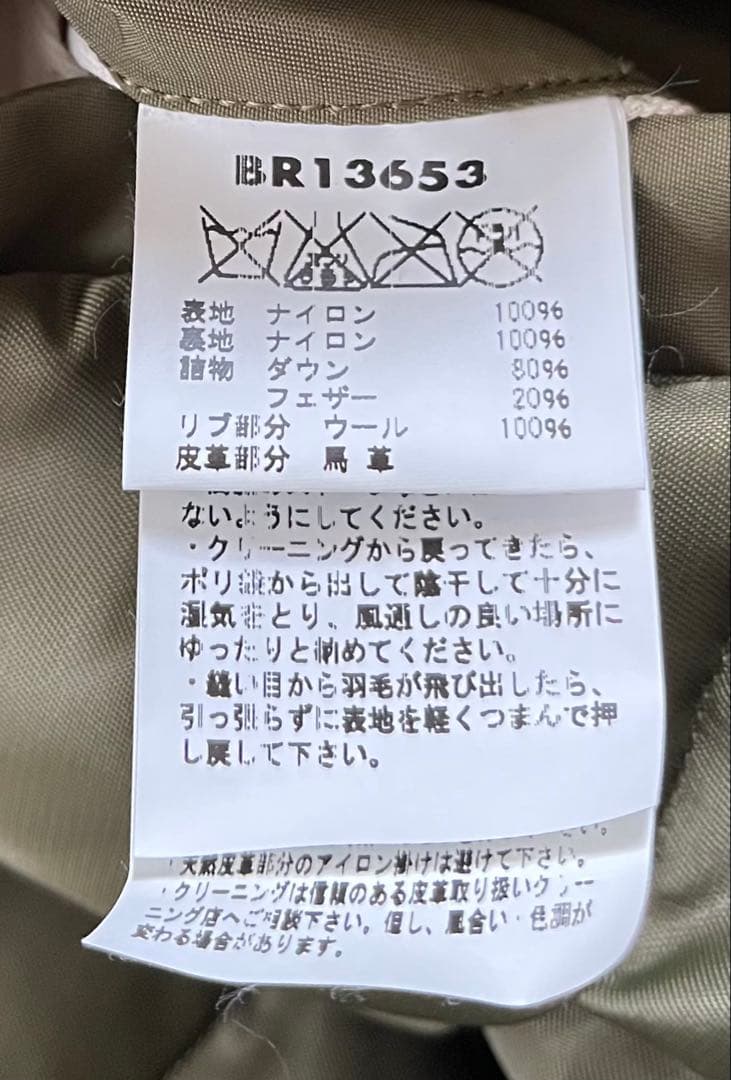 BR13653
表地 ナイロン 100%
裏地 ナイロン 100%
詰物 ダウン 80%
フェザー 20%
リブ部分 ウール 100%
皮革部分 馬革
ないようにしてください。
・クリーニングから戻ってきたら、
ポリ袋から出して陰干して十分に
湿気をとり、風通しの良い場所に
ゆったりと納めてください。
・縫い目から羽毛が飛び出したら、
引っ張らずに表地を軽くつまんで押
し戻して下さい。
・天然皮革部分のアイロン掛けは避けて下さい。
・クリーニングは信頼のある皮革取り扱いクリー
ニング店へご相談下さい。但し、風合い・色調が
変わる場合があります。